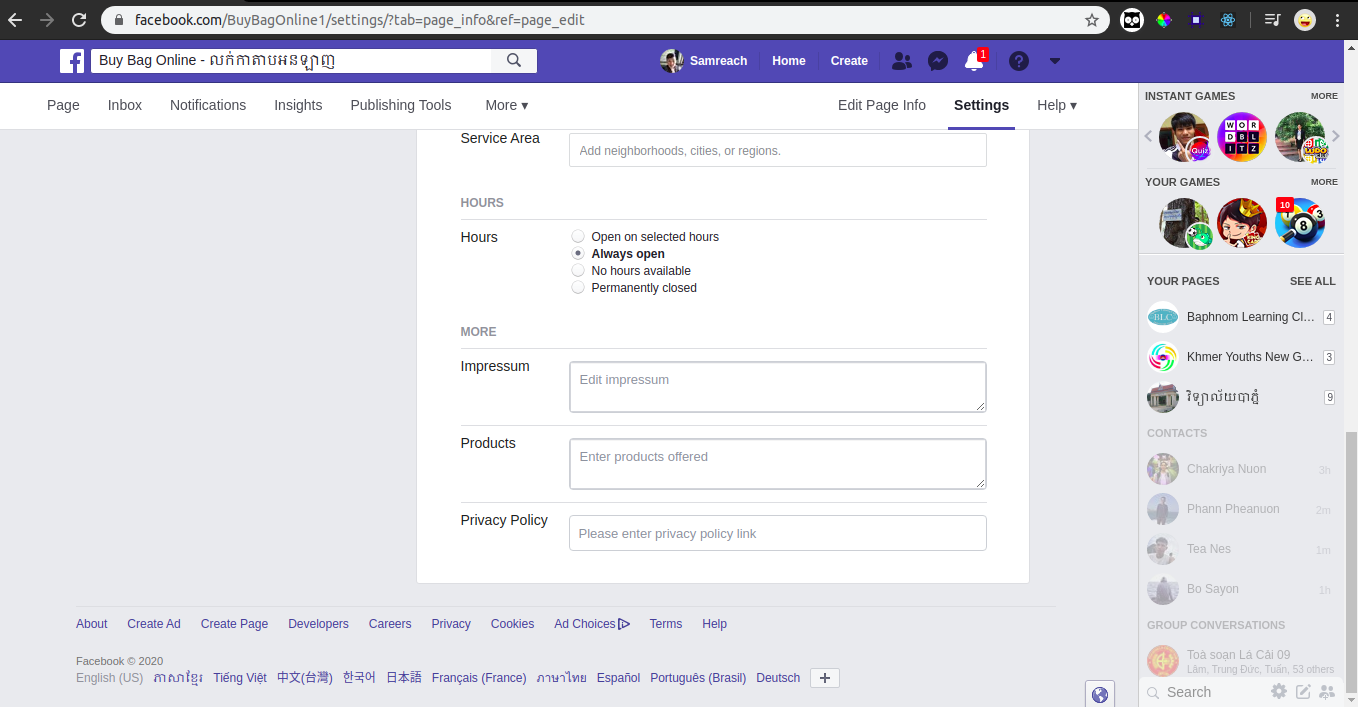 facebook.com/BuyBagOnline1/settings/?tab=page_info&ref=page_edit
Buy Bag Online - លក់កាតាបអនឡាញ
Samreach Home Create 1
Page Inbox Notifications Insights Publishing Tools More ▾ Edit Page Info Settings Help ▾
Service Area
Add neighborhoods, cities, or regions.
HOURS
Hours
Open on selected hours
Always open
No hours available
Permanently closed
MORE
Impressum
Edit impressum
Products
Enter products offered
Privacy Policy
Please enter privacy policy link
About Create Ad Create Page Developers Careers Privacy Cookies Ad Choices Terms Help
Facebook © 2020
English (US) ភាសាខ្មែរ Tiếng Việt 中文(台灣) 한국어 日本語 Français (France) ภาษาไทย Español Português (Brasil) Deutsch +
INSTANT GAMES MORE
Quiz
WOR
DBL
ITZ
LUDO
YOUR GAMES MORE
10
8
3
YOUR PAGES SEE ALL
BLC
Baphnom Learning Cl... 4
Khmer Youths New G... 3
វិទ្យាល័យបាភ្នំ 9
CONTACTS
Chakriya Nuon 3h
Phann Pheanuon 2m
Tea Nes 1m
Bo Sayon 1h
GROUP CONVERSATIONS
Toà soạn Lá Cải 09
Lâm, Trung Đức, Tuấn, 53 others
Search